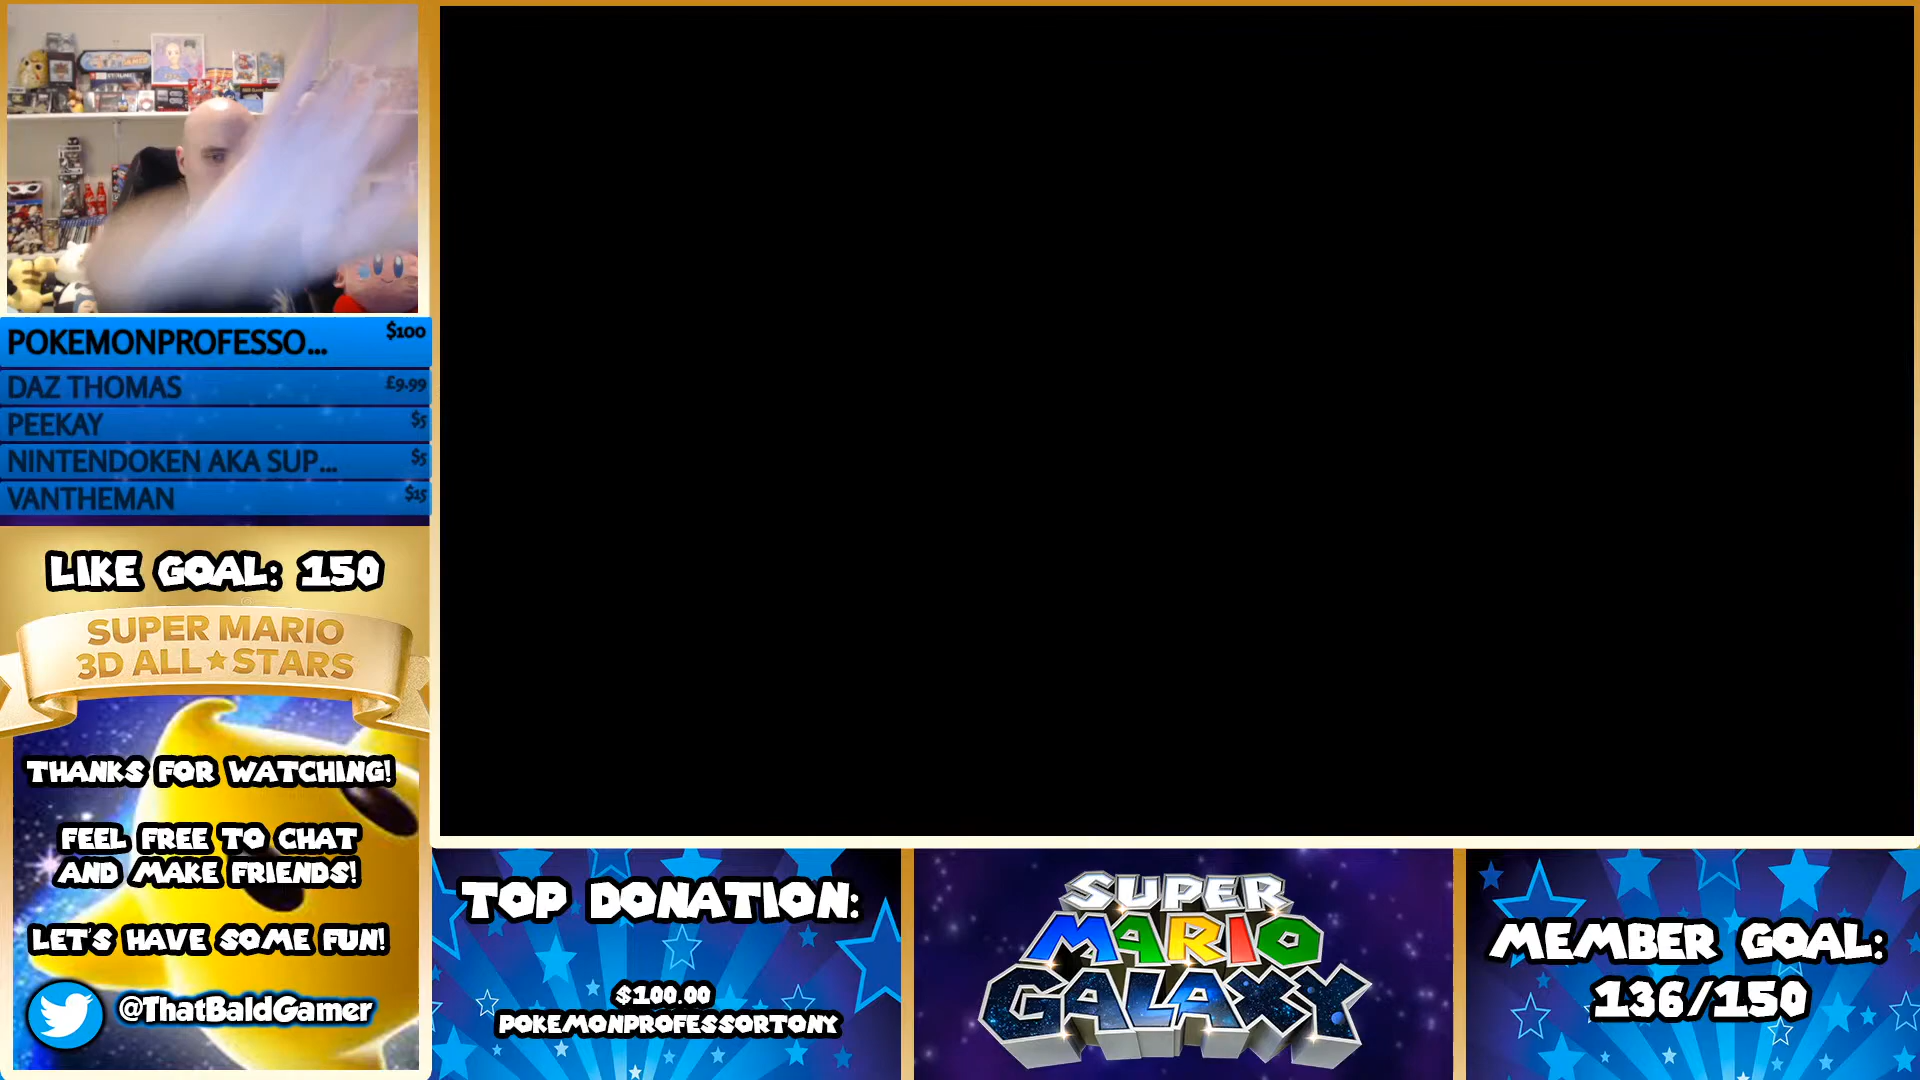 POKEMONPROFESSO... $100
DAZ THOMAS £9.99
PEEKAY $5
NINTENDOKEN AKA SUP... $5
VANTHEMAN $15
LIKE GOAL: 150
SUPER MARIO
3D ALL★STARS
THANKS FOR WATCHING!
FEEL FREE TO CHAT
AND MAKE FRIENDS!
LET'S HAVE SOME FUN!
@ThatBaldGamer
TOP DONATION:
$100.00
POKEMONPROFESSORTONY
SUPER
MARIO
GALAXY
MEMBER GOAL:
136/150